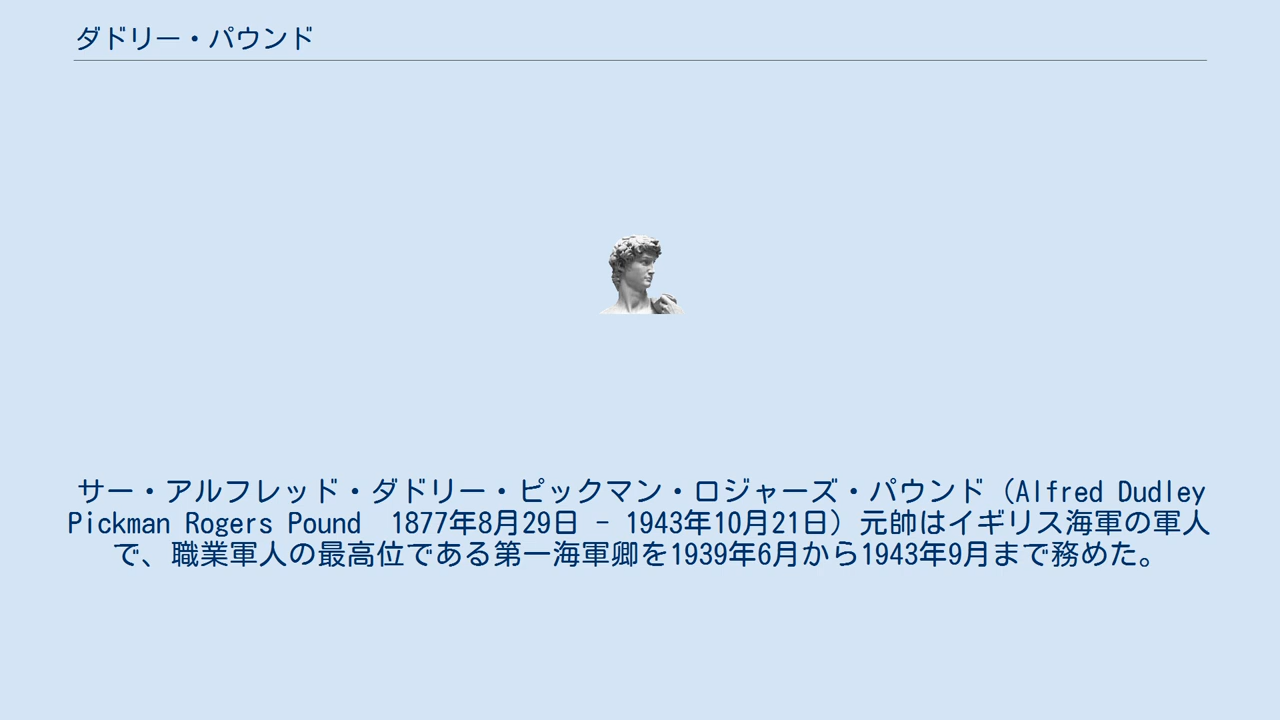 ダドリー・パウンド
サー・アルフレッド・ダドリー・ピックマン・ロジャーズ・パウンド（Alfred Dudley
Pickman Rogers Pound　1877年8月29日 - 1943年10月21日）元帥はイギリス海軍の軍人
で、職業軍人の最高位である第一海軍卿を1939年6月から1943年9月まで務めた。